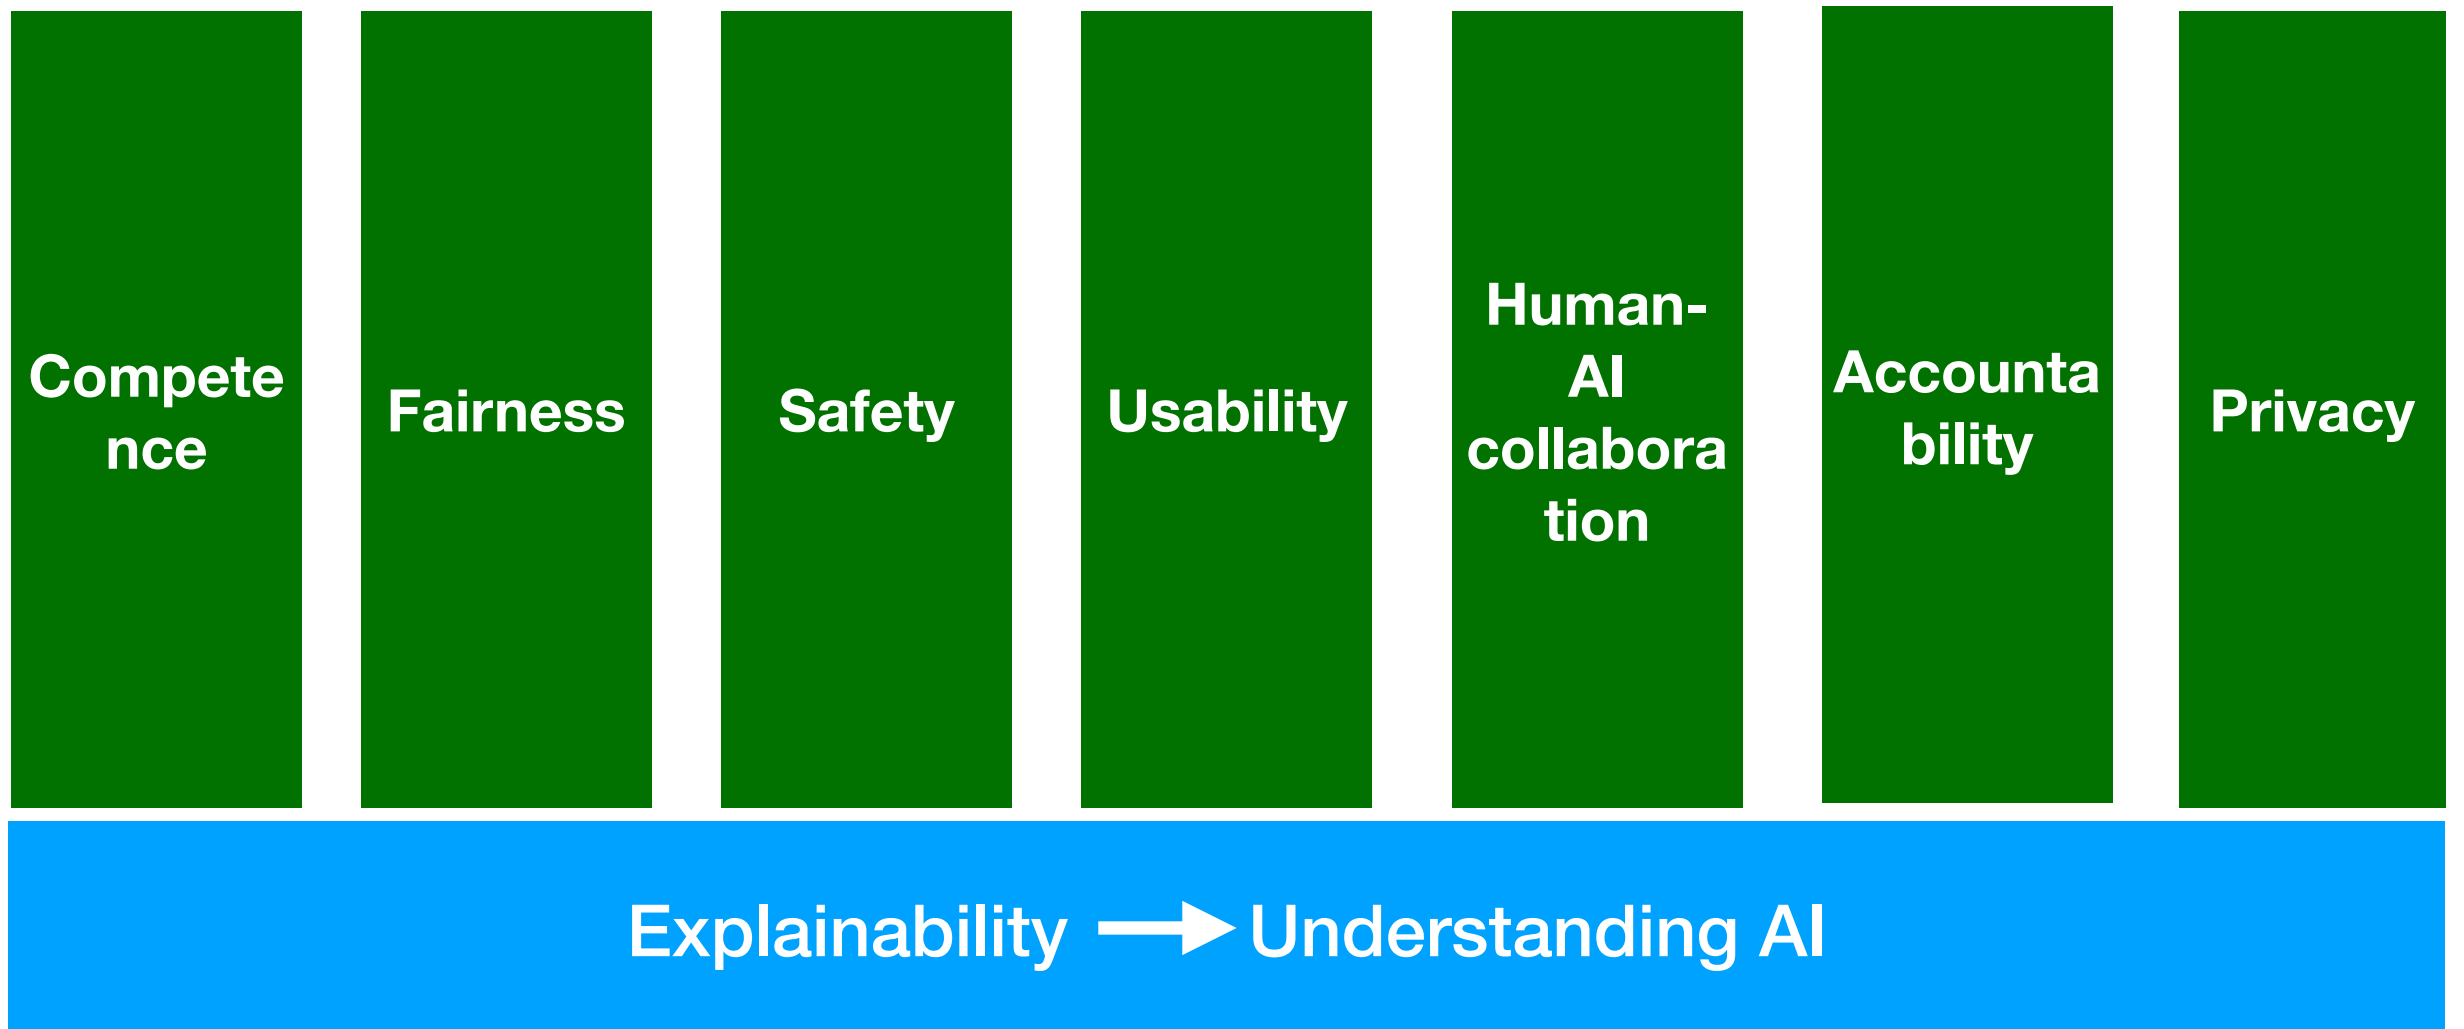 Compete
nce
Fairness
Safety
Usability
Human-
AI
collabora
tion
Accounta
bility
Privacy
Explainability → Understanding AI